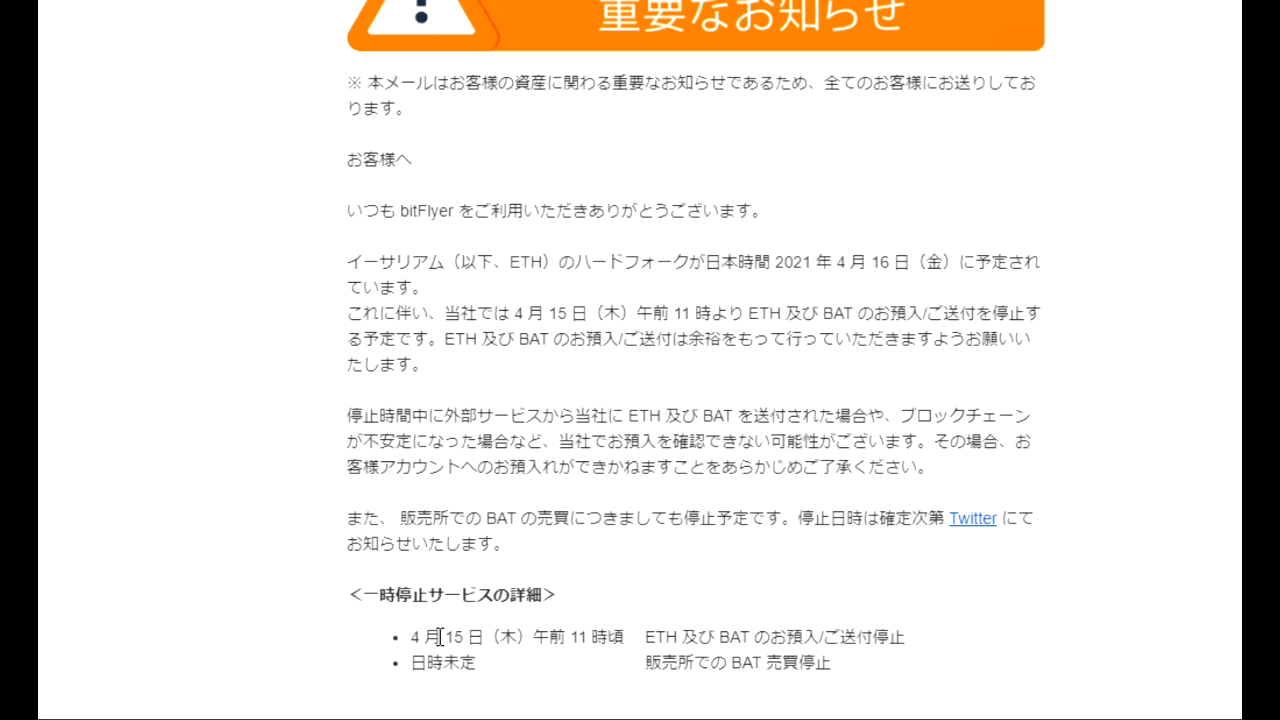 重要なお知らせ
※ 本メールはお客様の資産に関わる重要なお知らせであるため、全てのお客様にお送りしてお
ります。
お客様へ
いつも bitFlyer をご利用いただきありがとうございます。
イーサリアム（以下、ETH）のハードフォークが日本時間 2021 年 4 月 16 日（金）に予定され
ています。
これに伴い、当社では 4 月 15 日（木）午前 11 時より ETH 及び BAT のお預入/ご送付を停止す
る予定です。ETH 及び BAT のお預入/ご送付は余裕をもって行っていただきますようお願いい
たします。
停止時間中に外部サービスから当社に ETH 及び BAT を送付された場合や、ブロックチェーン
が不安定になった場合など、当社でお預入を確認できない可能性がございます。その場合、お
客様アカウントへのお預入れができかねますことをあらかじめご了承ください。
また、 販売所での BAT の売買につきましても停止予定です。停止日時は確定次第 Twitter にて
お知らせいたします。
＜一時停止サービスの詳細＞
• 4 月 15 日（木）午前 11 時頃 ETH 及び BAT のお預入/ご送付停止
• 日時未定 販売所での BAT 売買停止